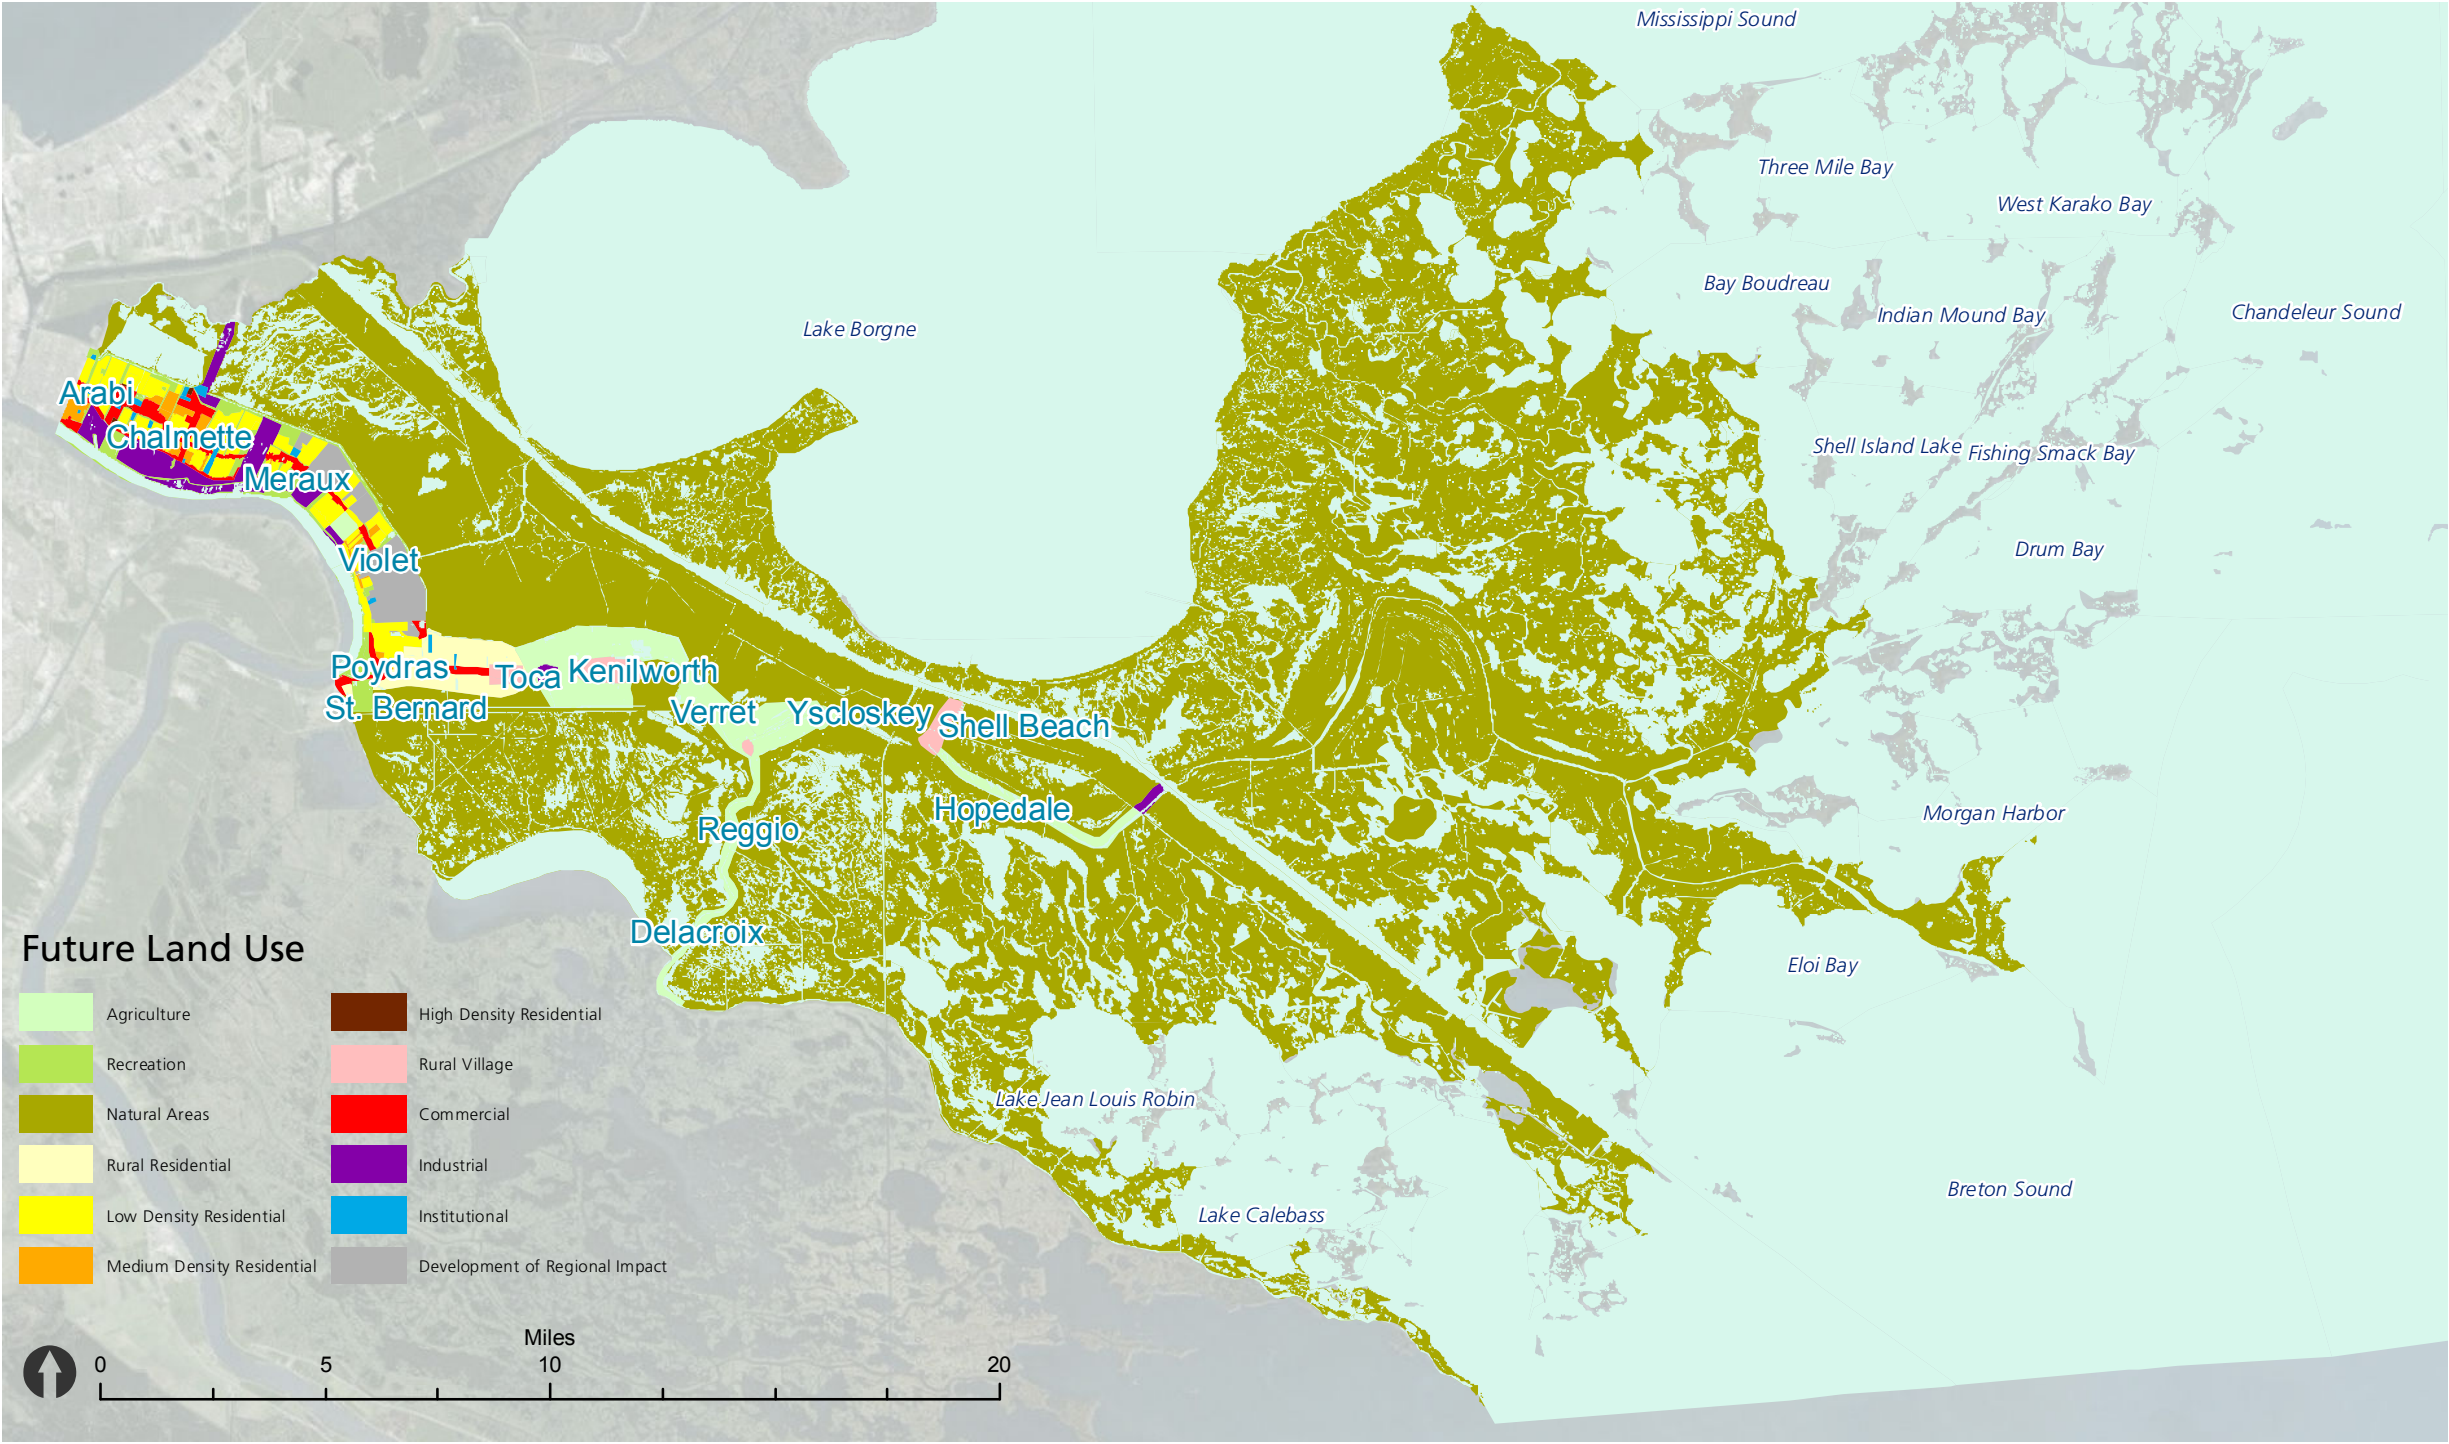 Mississippi Sound
Three Mile Bay
West Karako Bay
Bay Boudreau
Indian Mound Bay
Chandeleur Sound
Lake Borgne
Arabi
Chalmette
Shell Island Lake
Fishing Smack Bay
Meraux
Drum Bay
Violet
Poydras
Toca
Kenilworth
St. Bernard
Verret
Yscloskey
Shell Beach
Hopedale
Morgan Harbor
Reggio
Delacroix
Eloi Bay
Lake Jean Louis Robin
Breton Sound
Lake Calebass
Future Land Use
Agriculture
Recreation
Natural Areas
Rural Residential
Low Density Residential
Medium Density Residential
High Density Residential
Rural Village
Commercial
Industrial
Institutional
Development of Regional Impact
Miles
0 5 10 20